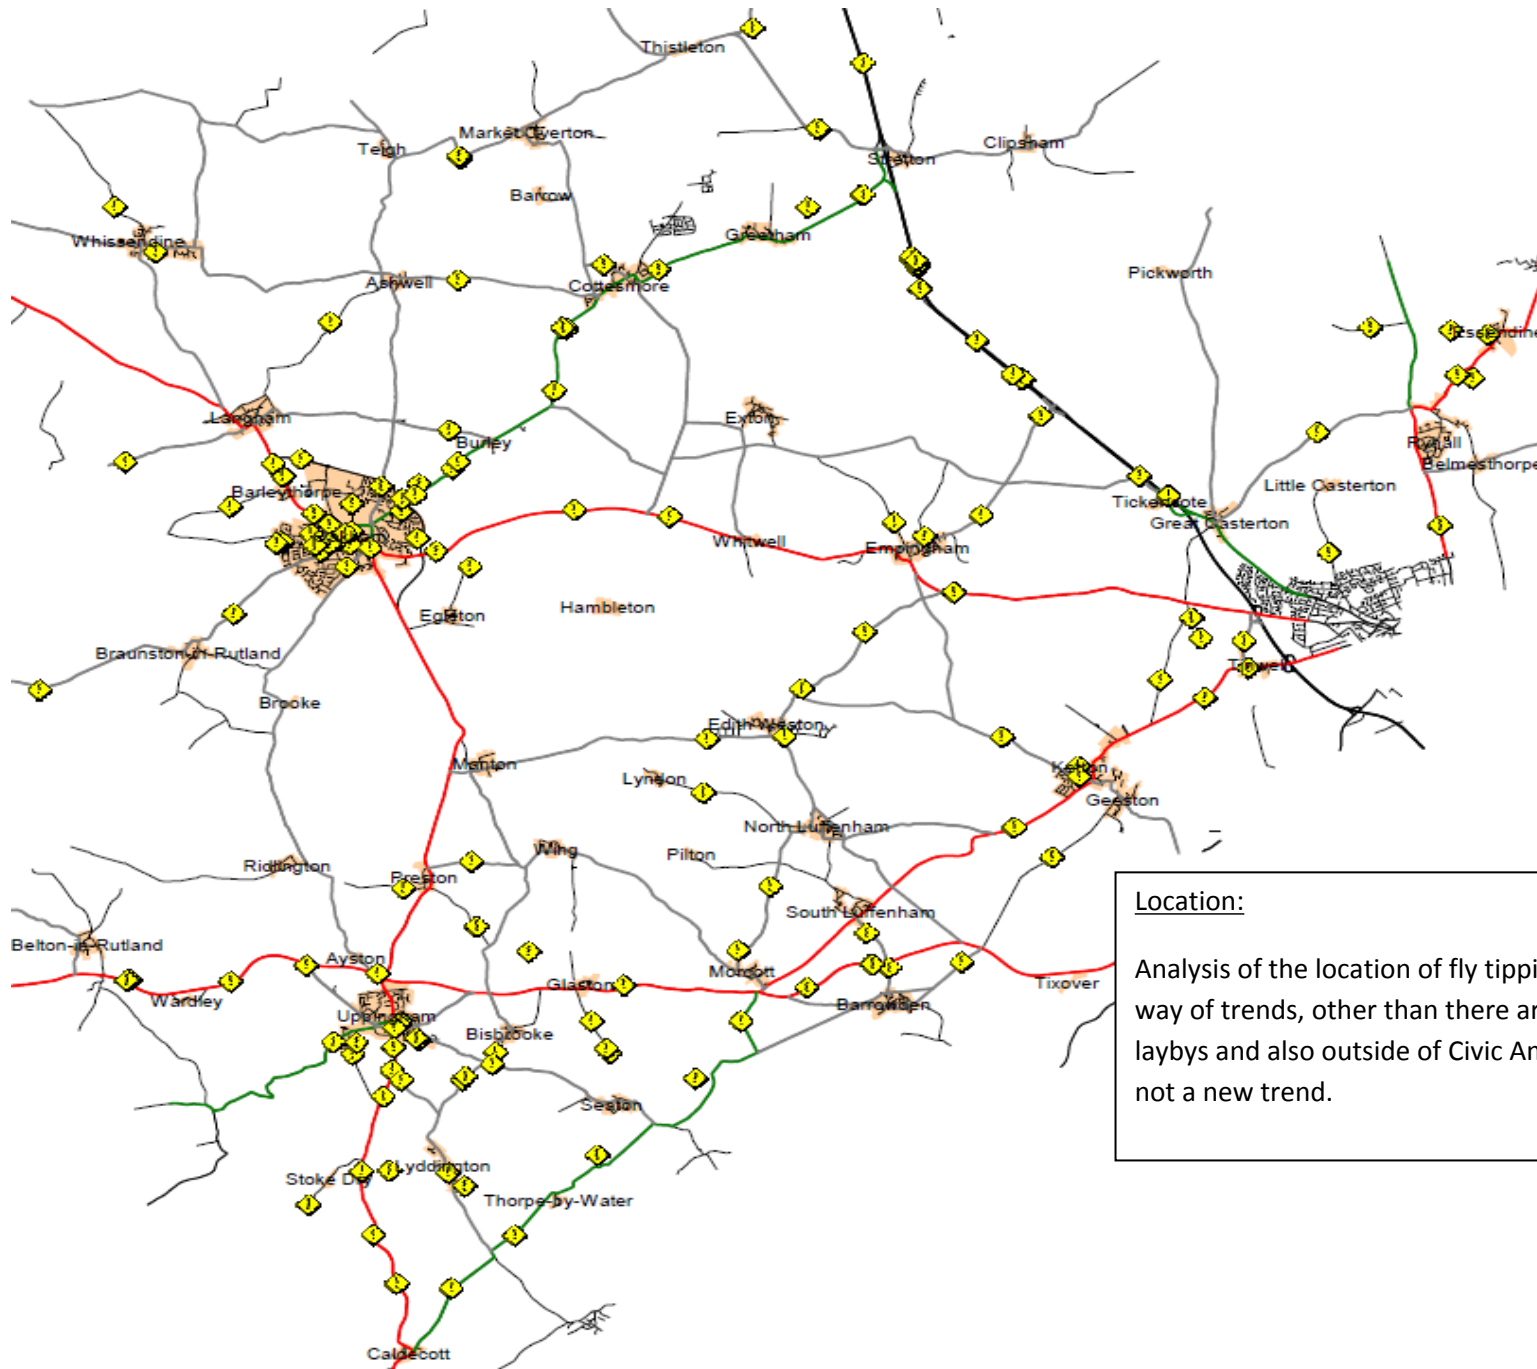 Thistleton
Market Overton
Teigh
Clipsham
Stretton
Barrow
Whissendine
Greetham
Pickworth
Ashwell
Cottesmore
Essendine
Langham
Exton
Burley
Ryhall
Belmesthorpe
Barleythorpe
Little Casterton
Tickencote
Great Casterton
Oakham
Whitwell
Empingham
Egleton
Hambleton
Braunston-in-Rutland
Tinwell
Brooke
Edith Weston
Manton
Lyndon
Ketton
Geeston
North Luffenham
Wing
Pilton
Ridlington
Preston
South Luffenham
Belton-in-Rutland
Ayston
Morcott
Glaston
Tixover
Wardley
Barrowden
Uppingham
Bisbrooke
Seaton
Lyddington
Stoke Dry
Thorpe-by-Water
Caldecott
Location:
Analysis of the location of fly tippi
way of trends, other than there ar
laybys and also outside of Civic Am
not a new trend.